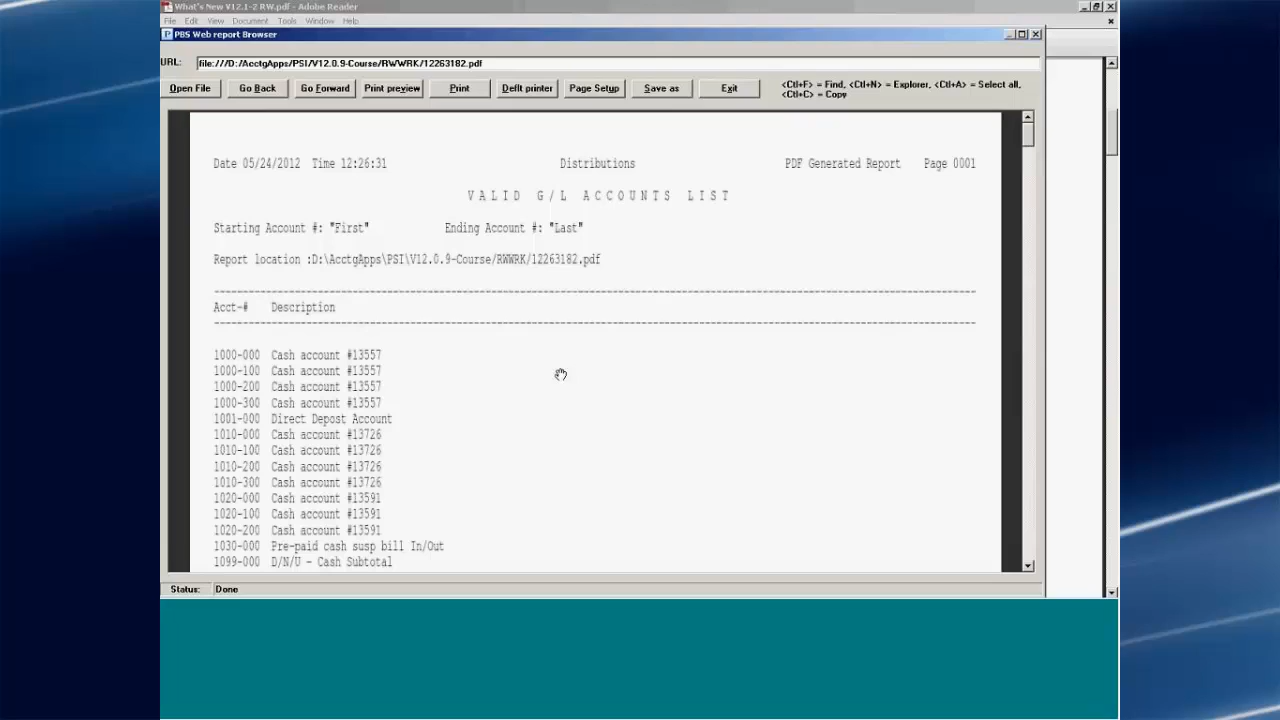 What's New V12.1-2 RW.pdf - Adobe Reader
File Edit View Document Tools Window Help
PBS Web report Browser
URL: file:///D:/AcctgApps/PSI/V12.0.9-Course/RWWRK/12263182.pdf
Open File Go Back Go Forward Print preview Print Deflt printer Page Setup Save as Exit <Ctl+F> = Find, <Ctl+N> = Explorer, <Ctl+A> = Select all,
<Ctl+C> = Copy
Date 05/24/2012 Time 12:26:31 Distributions PDF Generated Report Page 0001
VALID G/L ACCOUNTS LIST
Starting Account #: "First" Ending Account #: "Last"
Report location :D:\AcctgApps\PSI\V12.0.9-Course/RWWRK/12263182.pdf
Acct-# Description
1000-000 Cash account #13557
1000-100 Cash account #13557
1000-200 Cash account #13557
1000-300 Cash account #13557
1001-000 Direct Depost Account
1010-000 Cash account #13726
1010-100 Cash account #13726
1010-200 Cash account #13726
1010-300 Cash account #13726
1020-000 Cash account #13591
1020-100 Cash account #13591
1020-200 Cash account #13591
1030-000 Pre-paid cash susp bill In/Out
1099-000 D/N/U - Cash Subtotal
Status: Done